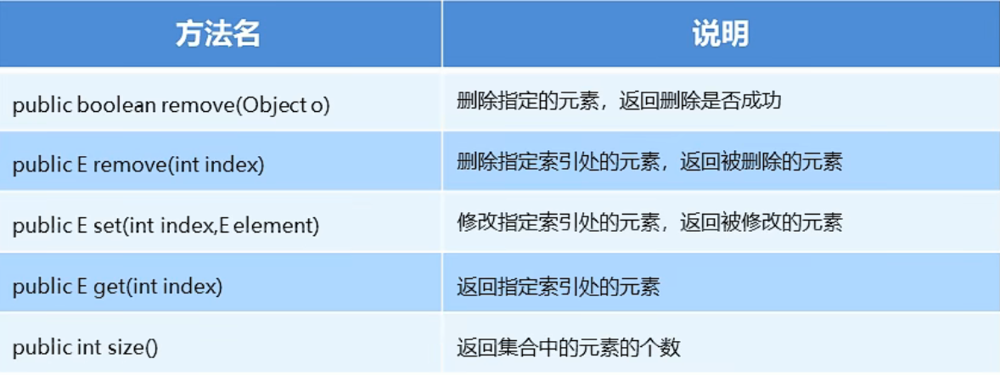 方法名 说明
public boolean remove(Object o) 删除指定的元素，返回删除是否成功
public E remove(int index) 删除指定索引处的元素，返回被删除的元素
public E set(int index,E element) 修改指定索引处的元素，返回被修改的元素
public E get(int index) 返回指定索引处的元素
public int size() 返回集合中的元素的个数